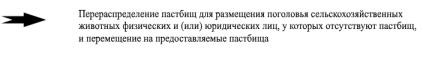 Перераспределение пастбищ для размещения поголовья сельскохозяйственных
животных физических и (или) юридических лиц, у которых отсутствуют пастбищ,
и перемещение на предоставляемые пастбища